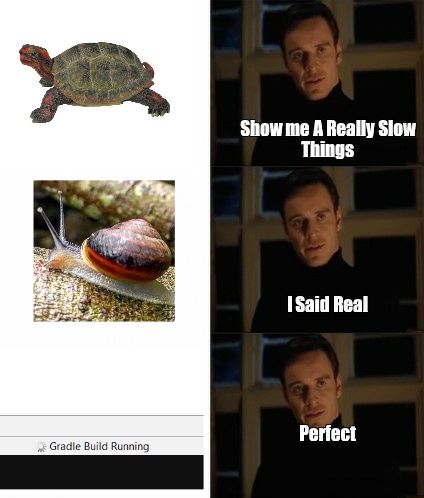 Show me A Really Slow
Things
I Said Real
Gradle Build Running
Perfect